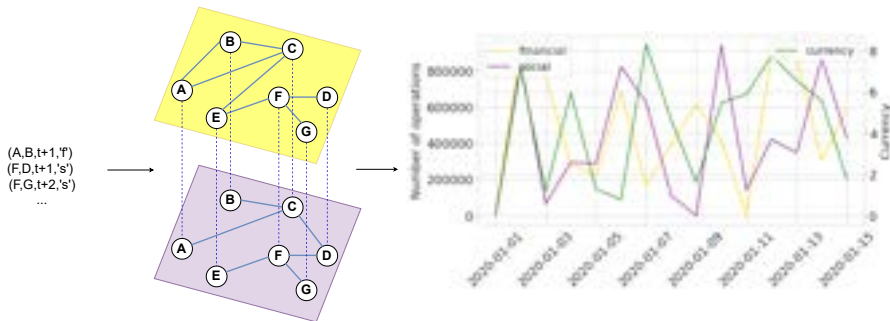 (A,B,t+1,'f')
(F,D,t+1,'s')
(F,G,t+2,'s')
...
B
C
A
F
D
E
G
B
C
A
F
D
E
G
financial
social
currency
Number of operations
800000
600000
400000
200000
0
8
6
4
2
0
Currency
2020-01-01
2020-01-03
2020-01-05
2020-01-07
2020-01-09
2020-01-11
2020-01-13
2020-01-15